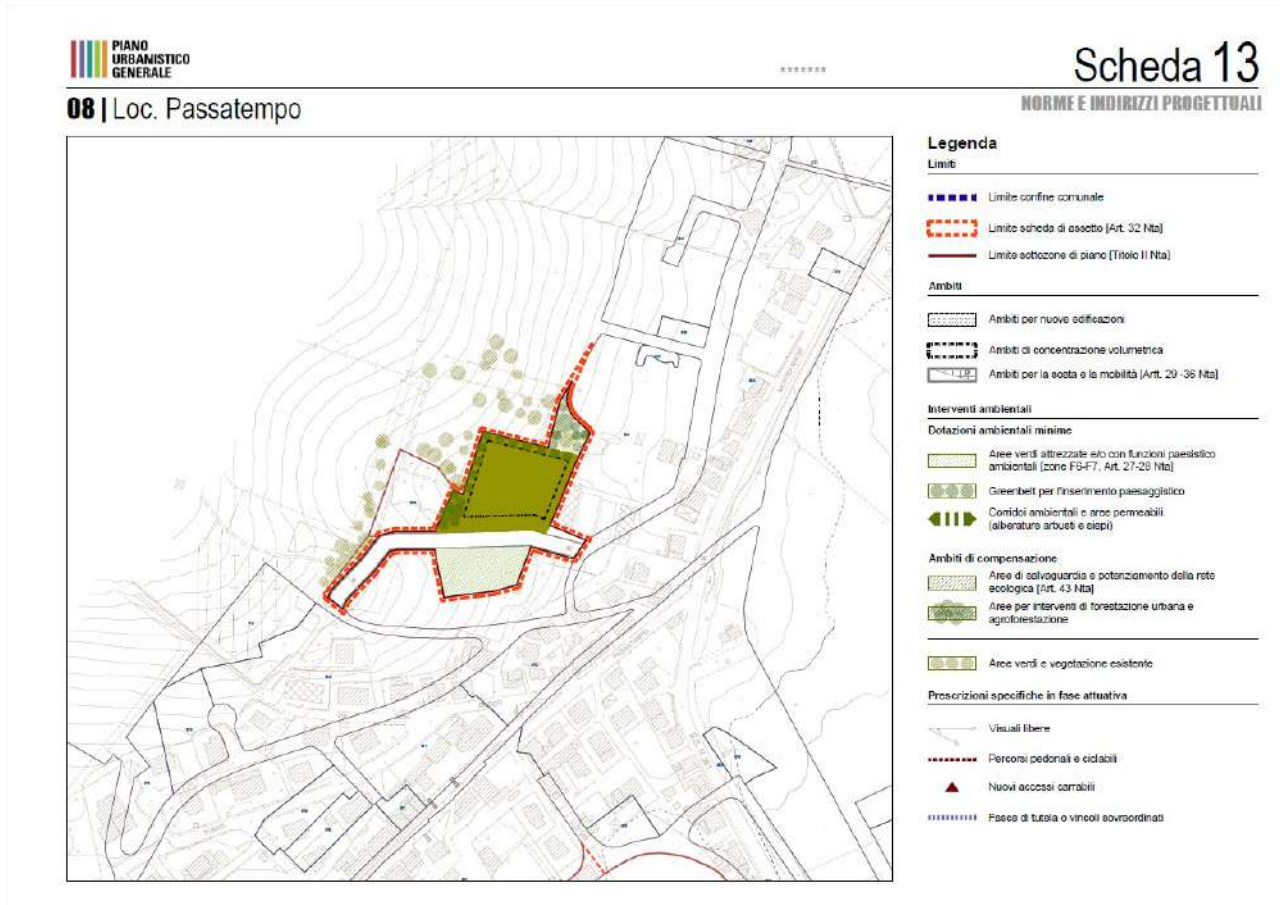 PIANO
URBANISTICO
GENERALE
Scheda 13
08 | Loc. Passatempo
NORME E INDIRIZZI PROGETTUALI
Legenda
Limiti
Limite confine comunale
Limite scheda di assetto [Art. 32 Nta]
Limite sottozone di piano [Titolo II Nta]
Ambiti
Ambiti per nuove edificazioni
Ambiti di concentrazione volumetrica
Ambiti per la sosta e la mobilità [Artt. 29 -36 Nta]
Interventi ambientali
Dotazioni ambientali minime
Aree verdi attrezzate e/o con funzioni paesistico
ambientali [zone F6-F7, Art. 27-28 Nta]
Greenbelt per l'inserimento paesaggistico
Corridoi ambientali e aree permeabili
(alberature arbusti e siepi)
Ambiti di compensazione
Aree di salvaguardia e potenziamento della rete
ecologica [Art. 43 Nta]
Aree per interventi di forestazione urbana e
agroforestazione
Aree verdi e vegetazione esistente
Prescrizioni specifiche in fase attuativa
Visuali libere
Percorsi pedonali e ciclabili
Nuovi accessi carrabili
Fasce di tutela o vincoli sovraordinati